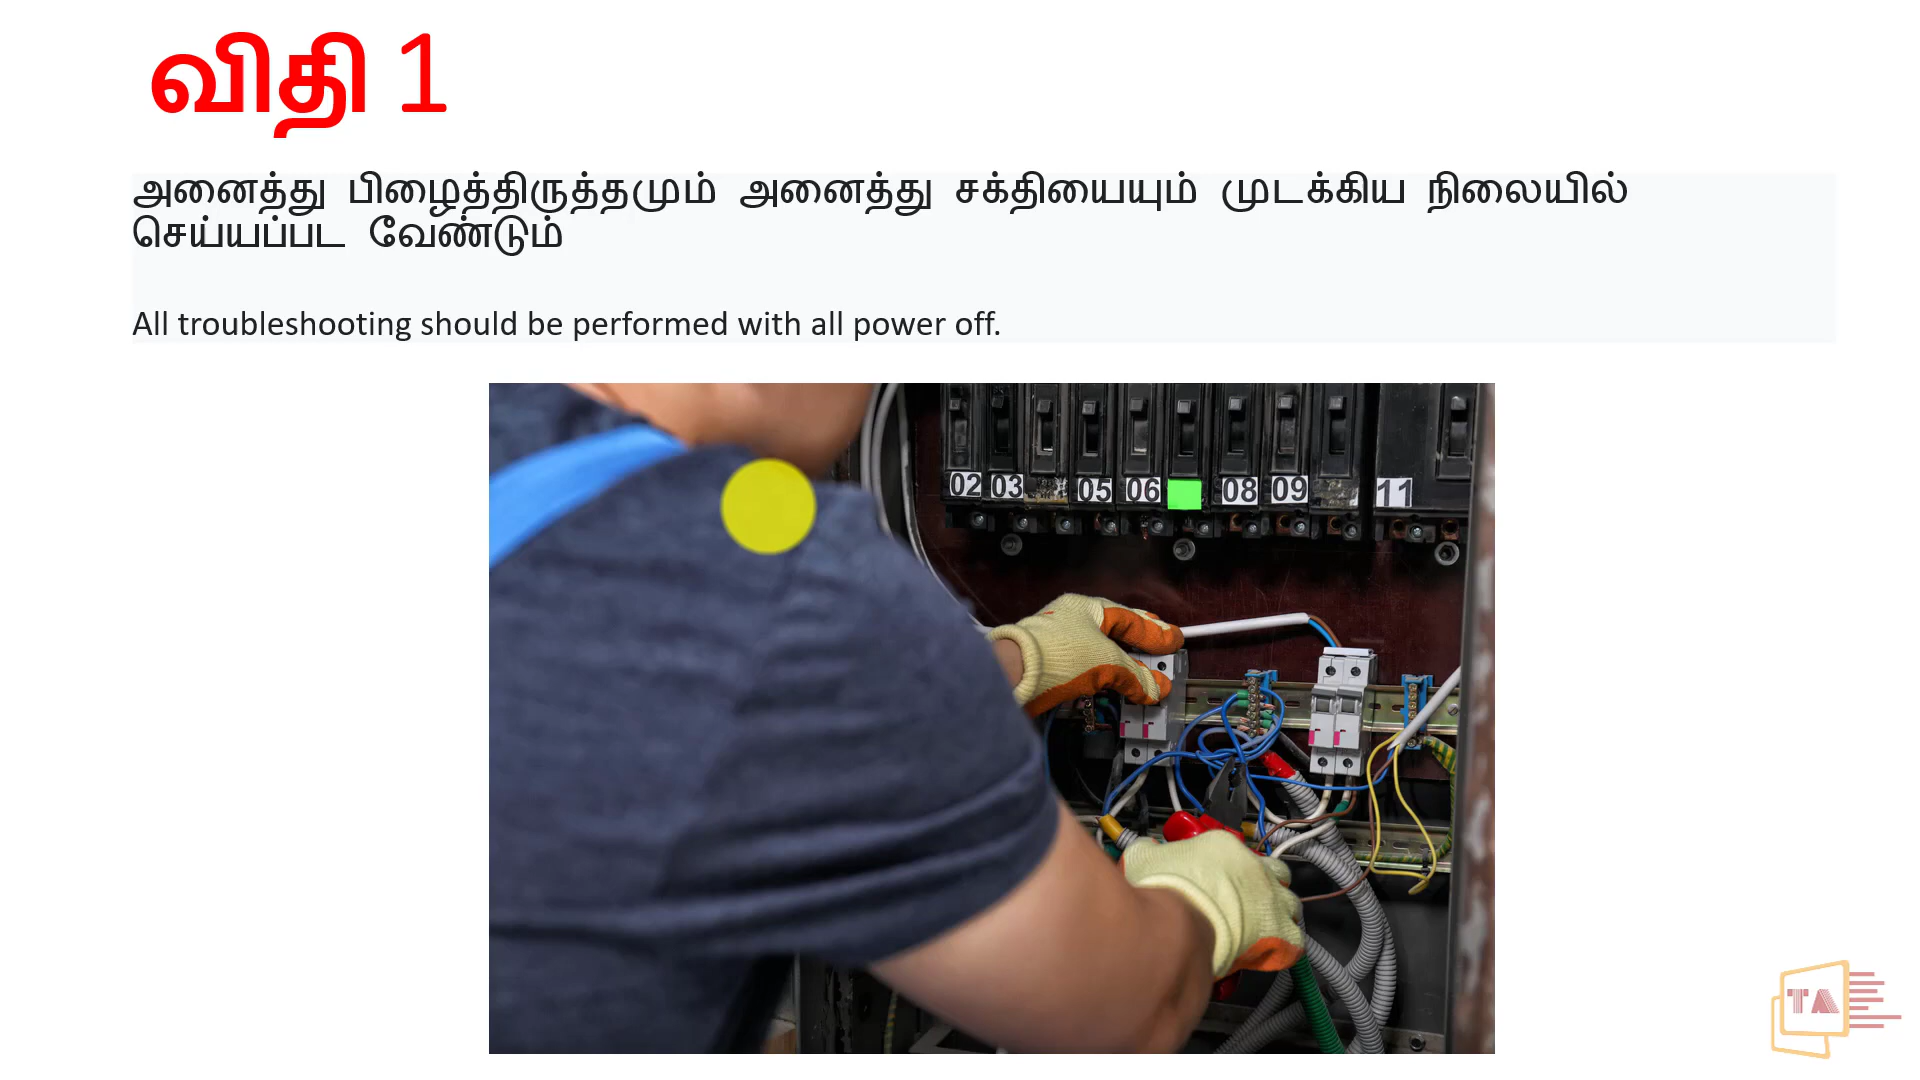 விதி 1
அனைத்து பிழைத்திருத்தமும் அனைத்து சக்தியையும் முடக்கிய நிலையில்
செய்யப்பட வேண்டும்
All troubleshooting should be performed with all power off.
02 03 05 06 08 09 11
TA